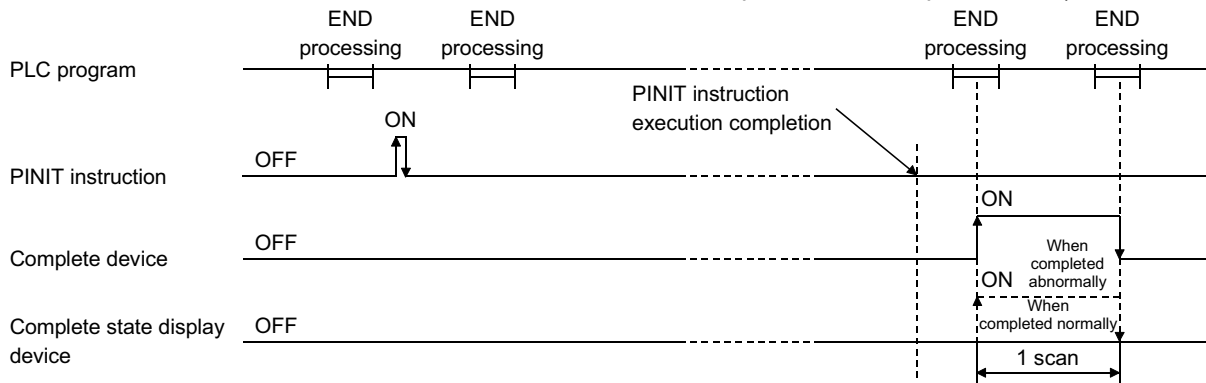 END
processing
END
processing
END
processing
END
processing
PLC program
PINIT instruction
execution completion
ON
OFF
PINIT instruction
ON
OFF
Complete device
When
completed
abnormally
ON
OFF
When
completed normally
Complete state display
device
1 scan